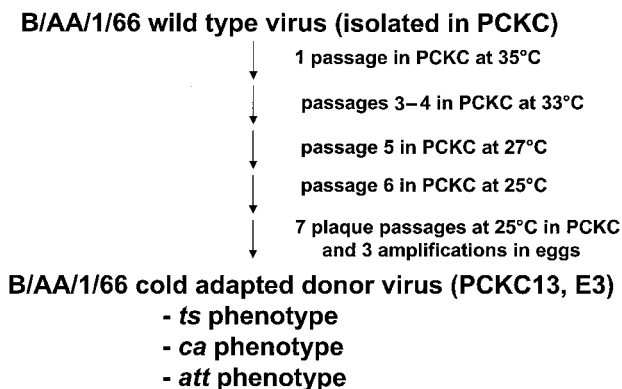 B/AA/1/66 wild type virus (isolated in PCKC)
1 passage in PCKC at 35°C
passages 3–4 in PCKC at 33°C
passage 5 in PCKC at 27°C
passage 6 in PCKC at 25°C
7 plaque passages at 25°C in PCKC
and 3 amplifications in eggs
B/AA/1/66 cold adapted donor virus (PCKC13, E3)
- ts phenotype
- ca phenotype
- att phenotype